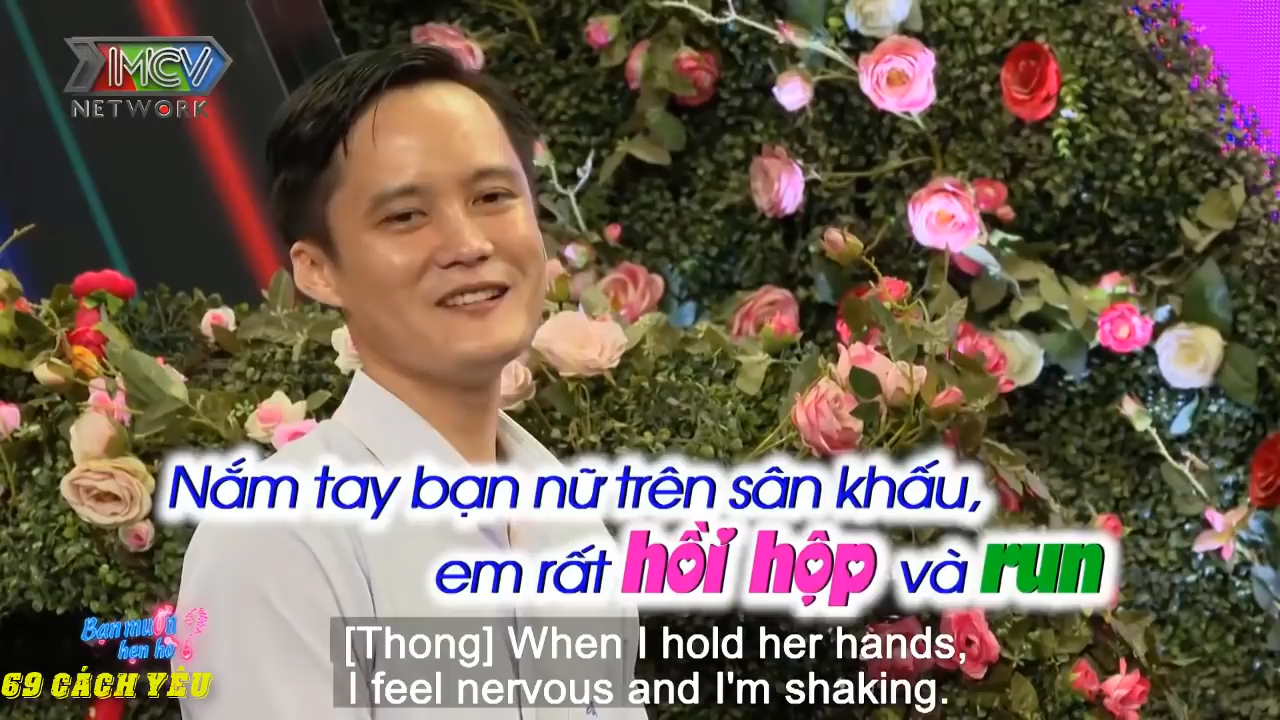 MCV
NETWORK
Nắm tay bạn nữ trên sân khấu,
em rất hồi hộp và run
Bạn muốn
hẹn hò
69 CÁCH YÊU
[Thong] When I hold her hands,
I feel nervous and I'm shaking.